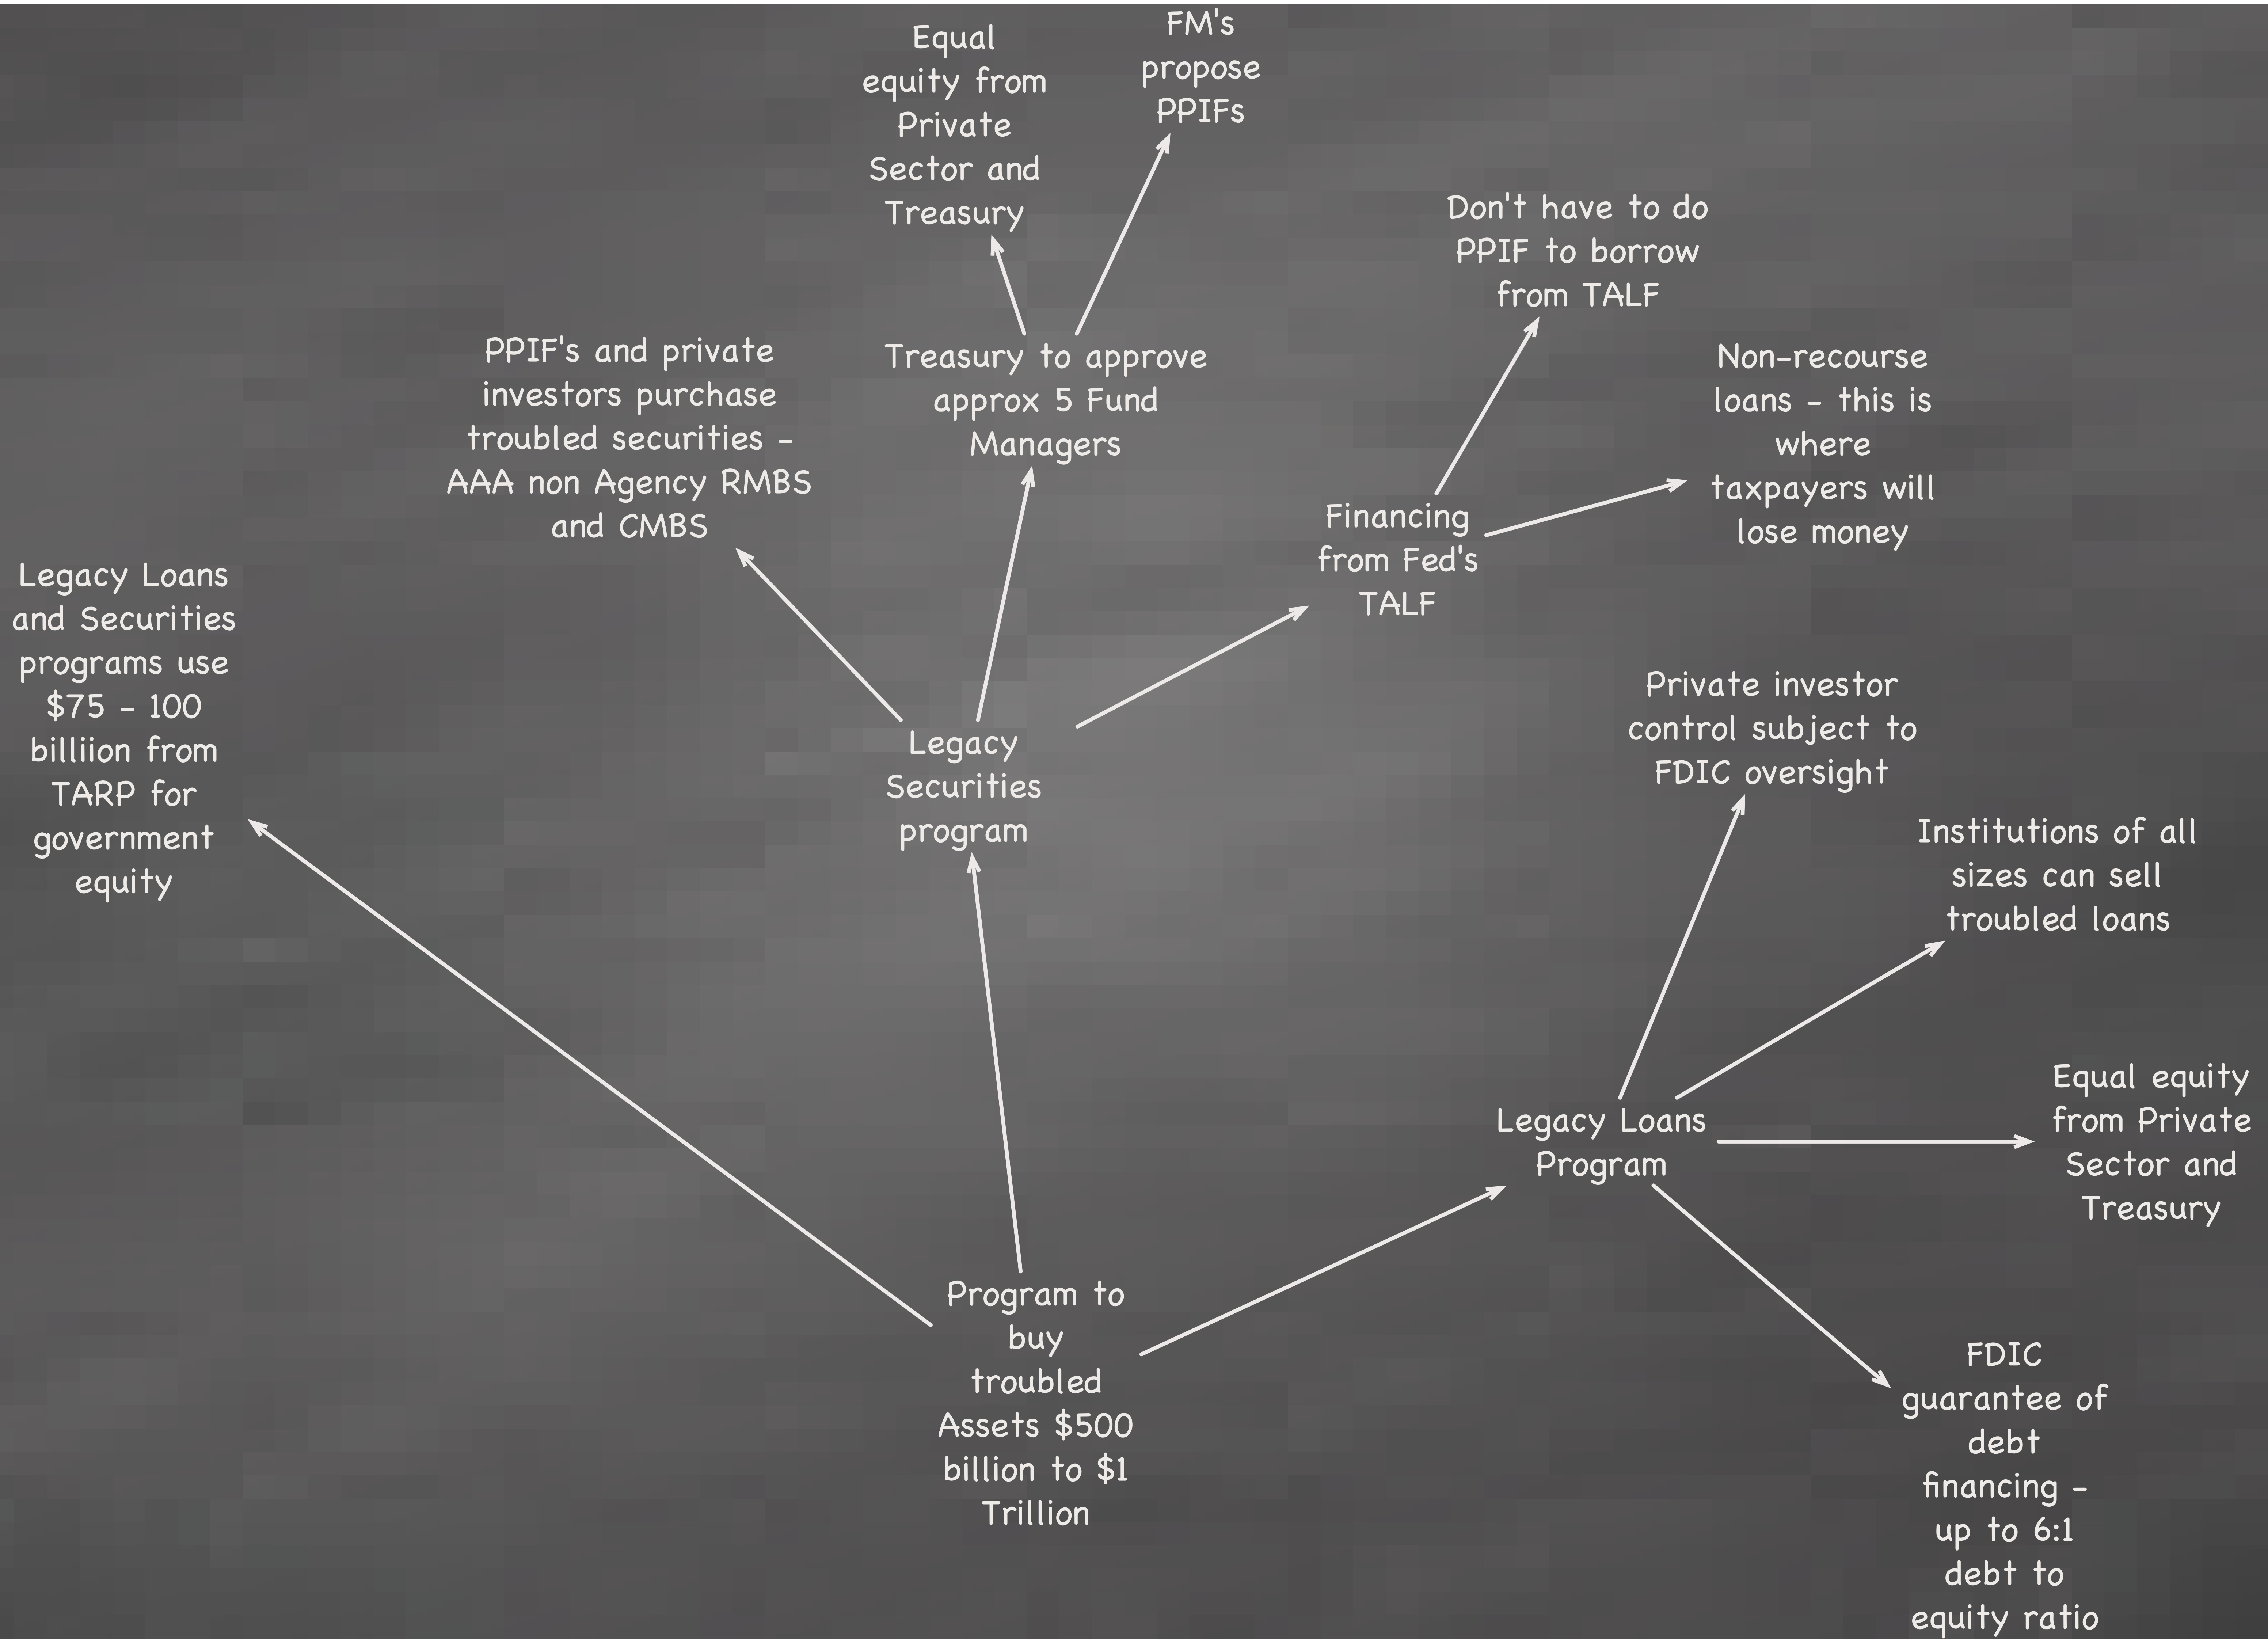 Equal
equity from
Private
Sector and
Treasury
FM's
propose
PPIFs
Don't have to do
PPIF to borrow
from TALF
PPIF's and private
investors purchase
troubled securities -
AAA non Agency RMBS
and CMBS
Treasury to approve
approx 5 Fund
Managers
Non-recourse
loans - this is
where
taxpayers will
lose money
Financing
from Fed's
TALF
Legacy Loans
and Securities
programs use
$75 - 100
billiion from
TARP for
government
equity
Legacy
Securities
program
Private investor
control subject to
FDIC oversight
Institutions of all
sizes can sell
troubled loans
Legacy Loans
Program
Equal equity
from Private
Sector and
Treasury
Program to
buy
troubled
Assets $500
billion to $1
Trillion
FDIC
guarantee of
debt
financing -
up to 6:1
debt to
equity ratio